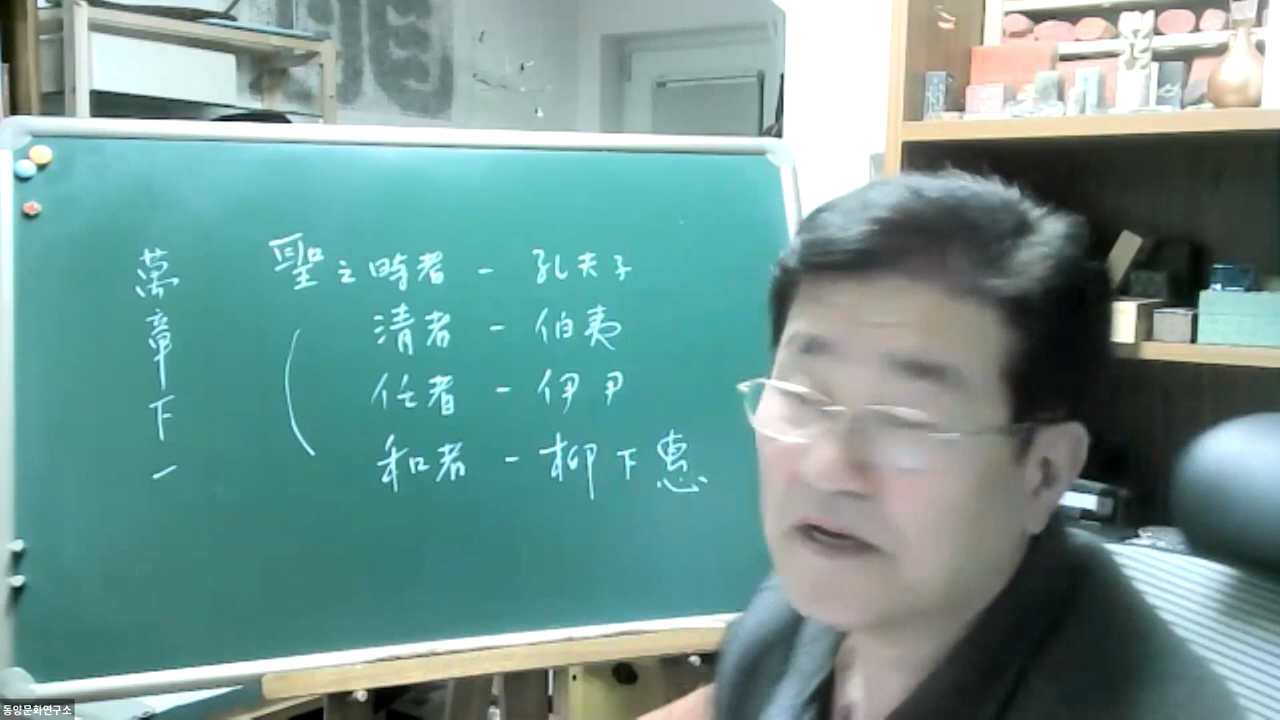 萬章下一
聖之時者 - 孔夫子
清者 - 伯夷
任者 - 伊尹
和者 - 柳下惠
동양문화연구소